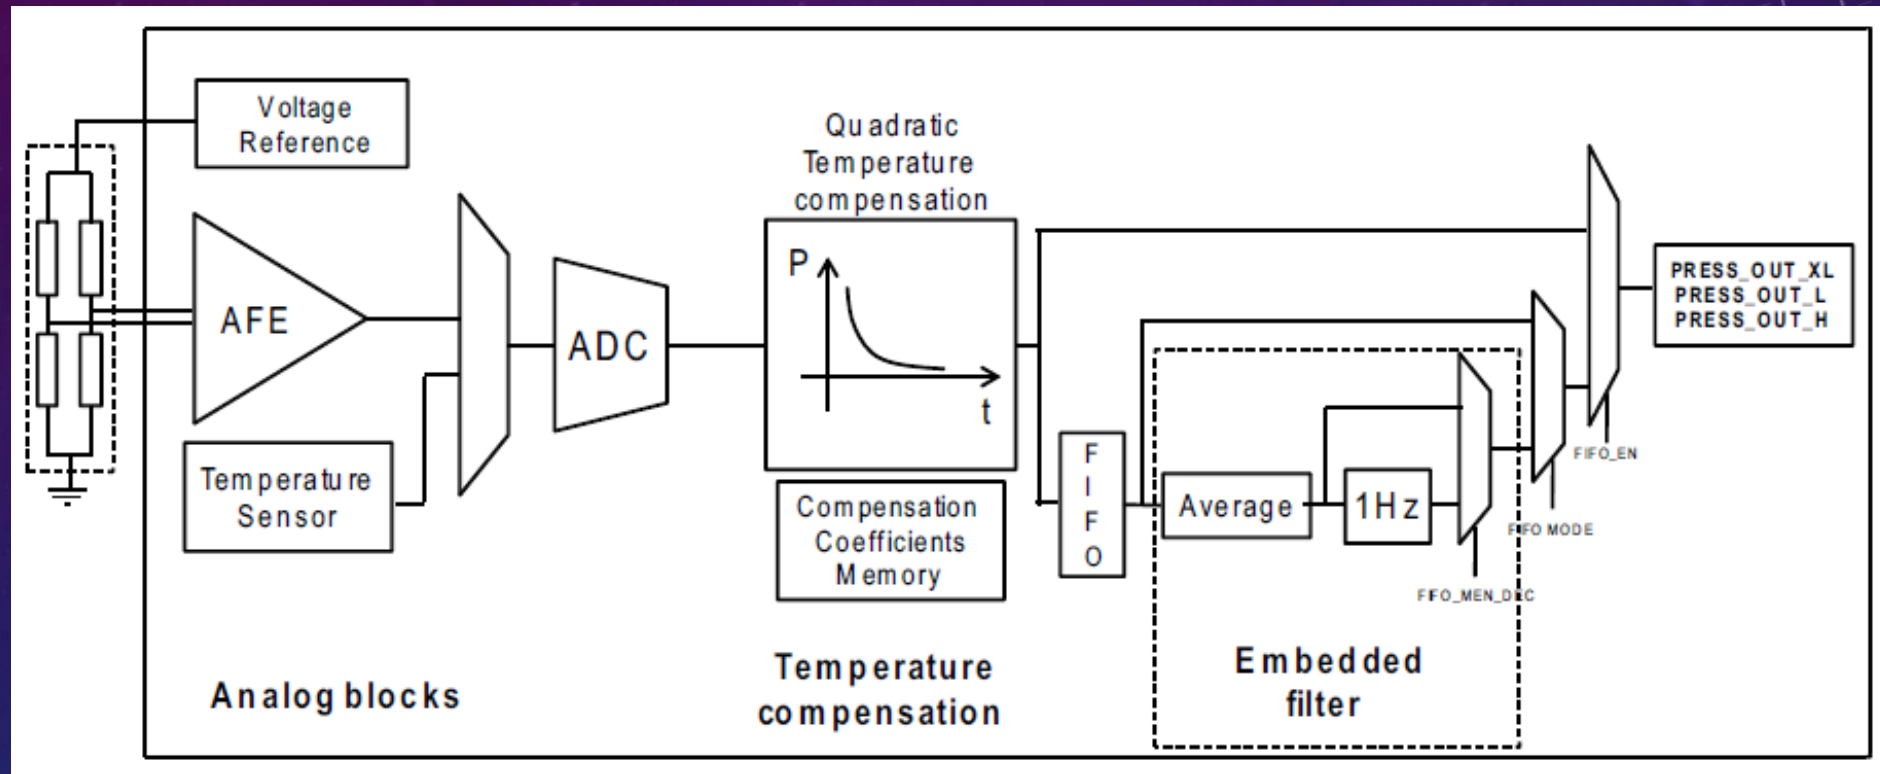 Voltage
Reference
AFE
Temperature
Sensor
ADC
Quadratic
Temperature
compensation
P
t
Compensation
Coefficients
Memory
F
I
F
O
Average
1Hz
FIFO_MEN_DEC
FIFO MODE
FIFO_EN
PRESS_OUT_XL
PRESS_OUT_L
PRESS_OUT_H
Analog blocks
Temperature
compensation
Embedded
filter